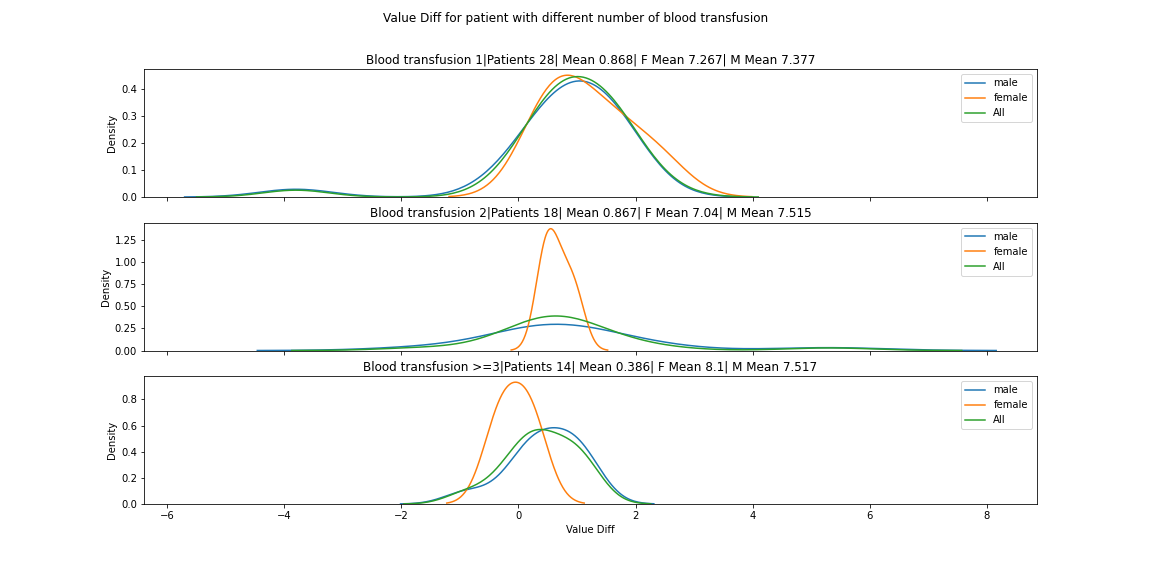 Value Diff for patient with different number of blood transfusion
Blood transfusion 1|Patients 28| Mean 0.868| F Mean 7.267| M Mean 7.377
Density
0.4
0.3
0.2
0.1
0.0
male
female
All
Blood transfusion 2|Patients 18| Mean 0.867| F Mean 7.04| M Mean 7.515
Density
1.25
1.00
0.75
0.50
0.25
0.00
male
female
All
Blood transfusion >=3|Patients 14| Mean 0.386| F Mean 8.1| M Mean 7.517
Density
0.8
0.6
0.4
0.2
0.0
male
female
All
−6 −4 −2 0 2 4 6 8
Value Diff